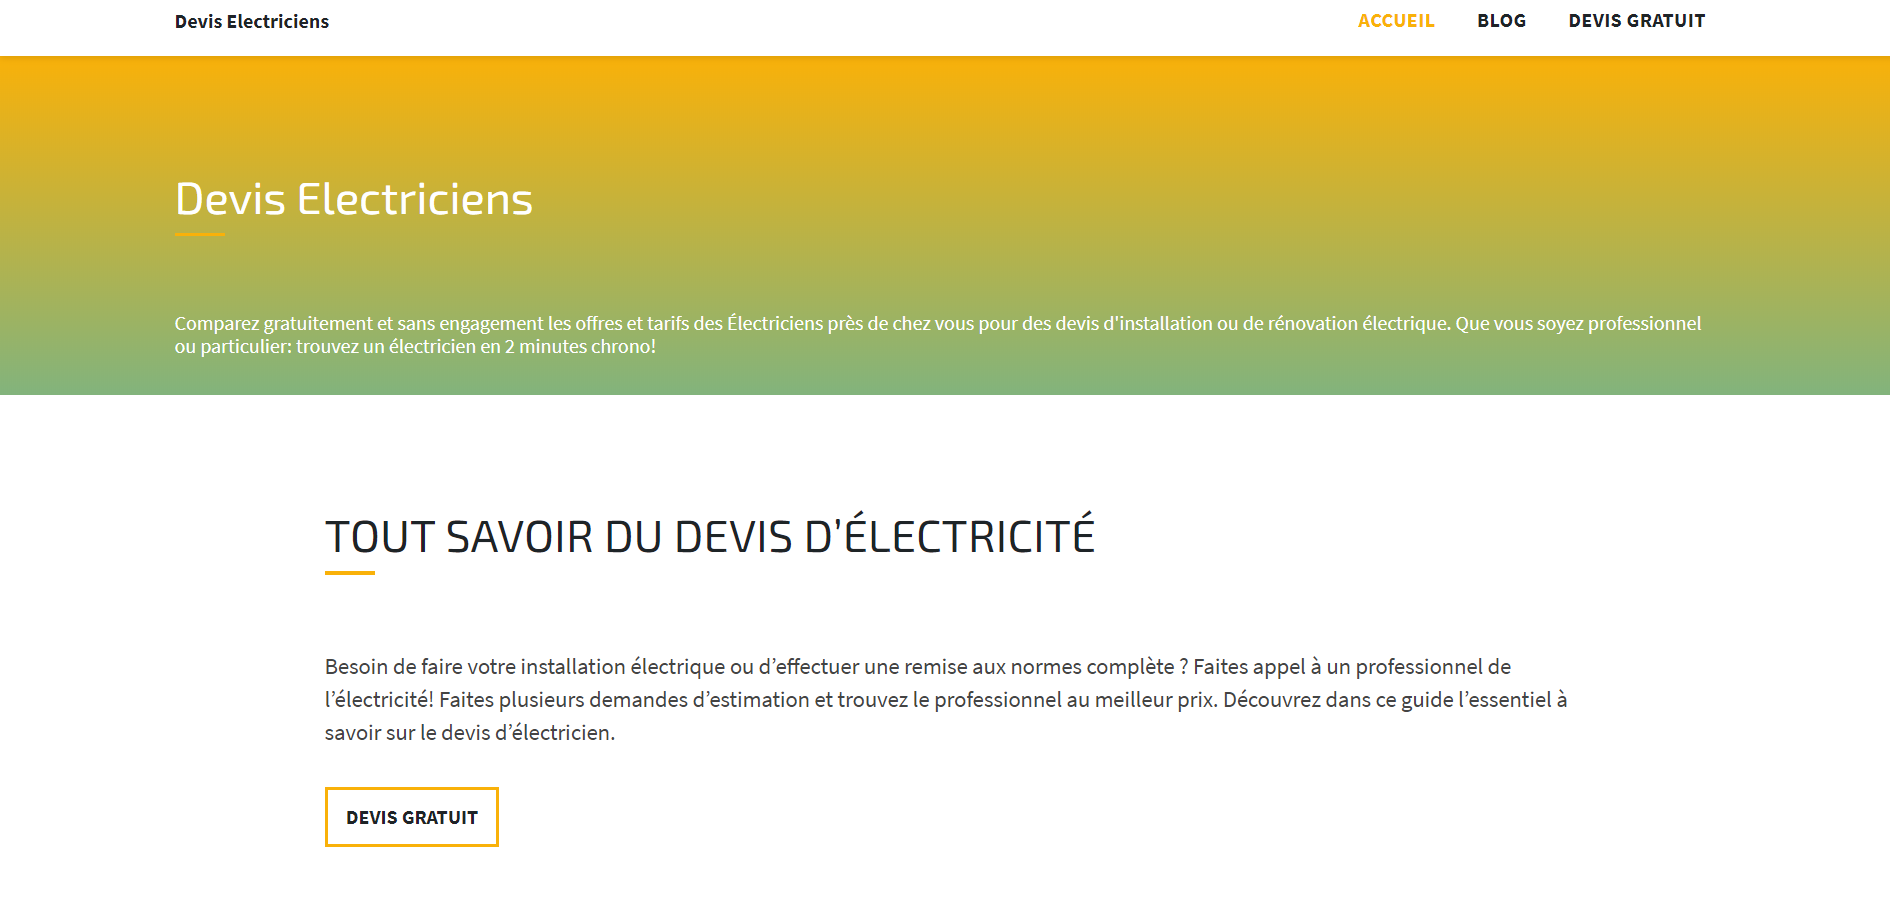 Devis Electriciens
ACCUEIL BLOG DEVIS GRATUIT
Devis Electriciens
Comparez gratuitement et sans engagement les offres et tarifs des Électriciens près de chez vous pour des devis d'installation ou de rénovation électrique. Que vous soyez professionnel
ou particulier: trouvez un électricien en 2 minutes chrono!
TOUT SAVOIR DU DEVIS D’ÉLECTRICITÉ
Besoin de faire votre installation électrique ou d’effectuer une remise aux normes complète ? Faites appel à un professionnel de
l’électricité! Faites plusieurs demandes d’estimation et trouvez le professionnel au meilleur prix. Découvrez dans ce guide l’essentiel à
savoir sur le devis d’électricien.
DEVIS GRATUIT